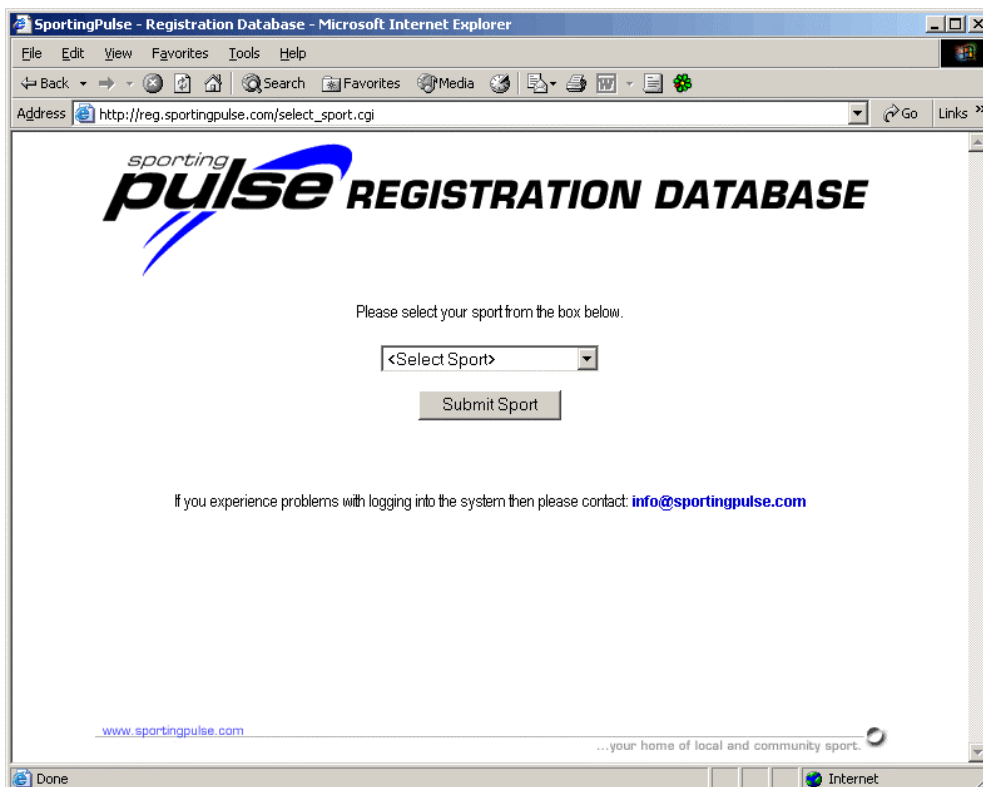 SportingPulse - Registration Database - Microsoft Internet Explorer
File Edit View Favorites Tools Help
Back Search Favorites Media
Address http://reg.sportingpulse.com/select_sport.cgi Go Links »
sporting
pulse REGISTRATION DATABASE
Please select your sport from the box below.
<Select Sport>
Submit Sport
If you experience problems with logging into the system then please contact: info@sportingpulse.com
www.sportingpulse.com
...your home of local and community sport.
Done Internet